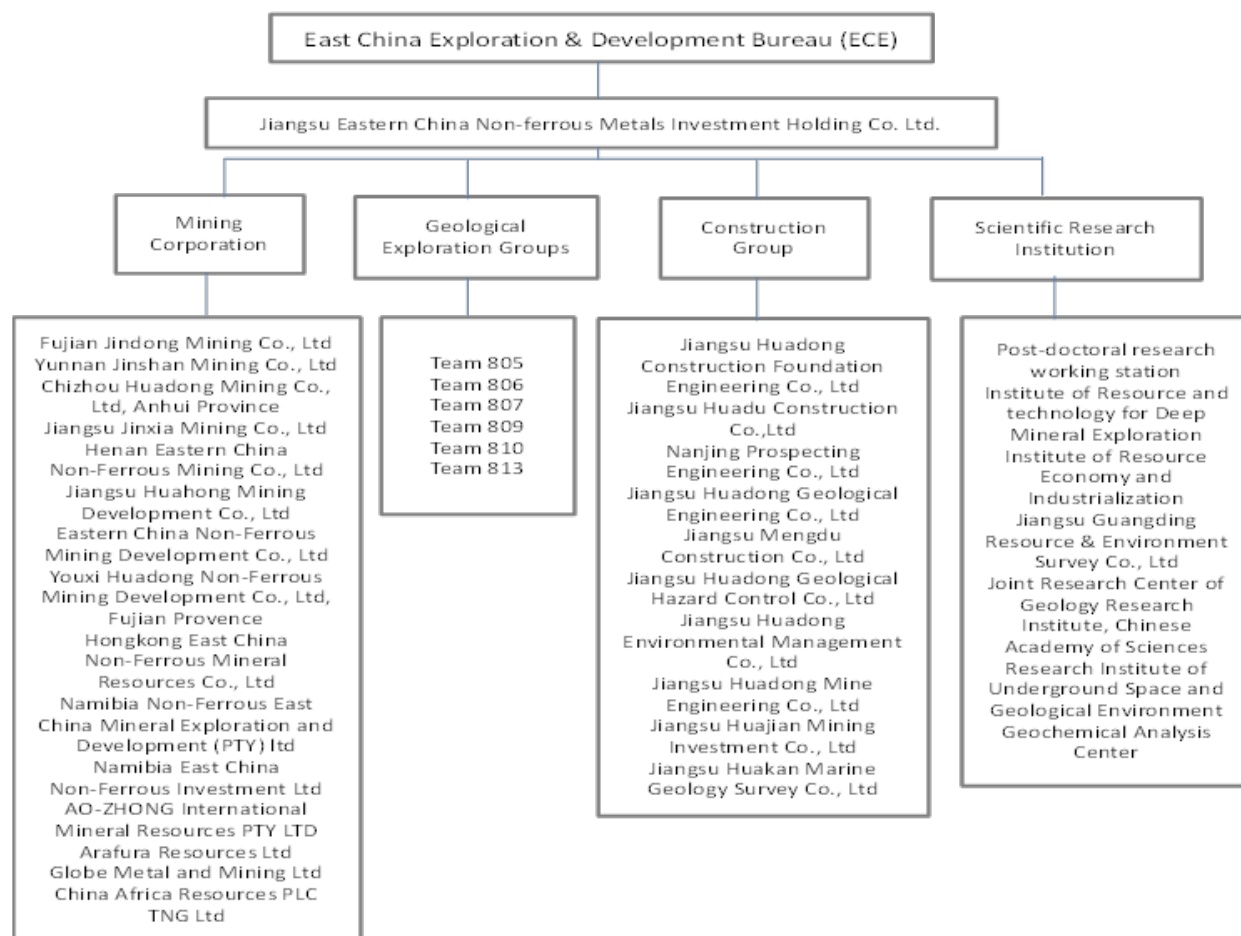 East China Exploration & Development Bureau (ECE)
Jiangsu Eastern China Non-ferrous Metals Investment Holding Co. Ltd.
Mining
Corporation
Geological
Exploration Groups
Construction
Group
Scientific Research
Institution
Fujian Jindong Mining Co., Ltd
Yunnan Jinshan Mining Co., Ltd
Chizhou Huadong Mining Co.,
Ltd, Anhui Province
Jiangsu Jinxia Mining Co., Ltd
Henan Eastern China
Non-Ferrous Mining Co., Ltd
Jiangsu Huahong Mining
Development Co., Ltd
Eastern China Non-Ferrous
Mining Development Co., Ltd
Youxi Huadong Non-Ferrous
Mining Development Co., Ltd,
Fujian Provence
Hongkong East China
Non-Ferrous Mineral
Resources Co., Ltd
Namibia Non-Ferrous East
China Mineral Exploration and
Development (PTY) ltd
Namibia East China
Non-Ferrous Investment Ltd
AO-ZHONG International
Mineral Resources PTY LTD
Arafura Resources Ltd
Globe Metal and Mining Ltd
China Africa Resources PLC
TNG Ltd
Team 805
Team 806
Team 807
Team 809
Team 810
Team 813
Jiangsu Huadong
Construction Foundation
Engineering Co., Ltd
Jiangsu Huadu Construction
Co.,Ltd
Nanjing Prospecting
Engineering Co., Ltd
Jiangsu Huadong Geological
Engineering Co., Ltd
Jiangsu Mengdu
Construction Co., Ltd
Jiangsu Huadong Geological
Hazard Control Co., Ltd
Jiangsu Huadong
Environmental Management
Co., Ltd
Jiangsu Huadong Mine
Engineering Co., Ltd
Jiangsu Huajian Mining
Investment Co., Ltd
Jiangsu Huakan Marine
Geology Survey Co., Ltd
Post-doctoral research
working station
Institute of Resource and
technology for Deep
Mineral Exploration
Institute of Resource
Economy and
Industrialization
Jiangsu Guangding
Resource & Environment
Survey Co., Ltd
Joint Research Center of
Geology Research
Institute, Chinese
Academy of Sciences
Research Institute of
Underground Space and
Geological Environment
Geochemical Analysis
Center